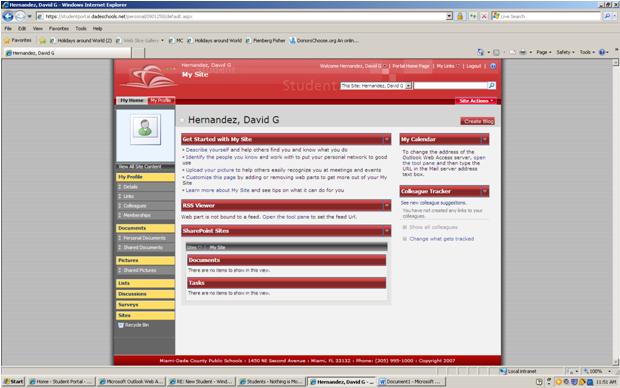 Hernandez, David G - Windows Internet Explorer
https://studentportal.dadeschools.net/personal/0901250/default.aspx
Live Search
File Edit View Favorites Tools Help
Favorites Holidays around World (2) Web Slice Gallery MC Holidays around World Fienberg Fisher DonorsChoose.org An onlin...
Hernandez, David G
Page Safety Tools
Hernandez, David G
Welcome Hernandez, David G Portal Home Page | My Links | Logout |
My Site
Student
This Site: Hernandez, David G
My Home My Profile Site Actions
Hernandez, David G
Create Blog
View All Site Content
My Profile
Details
Links
Colleagues
Memberships
Documents
Personal Documents
Shared Documents
Pictures
Shared Pictures
Lists
Discussions
Surveys
Sites
Recycle Bin
Get Started with My Site
Describe yourself and help others find you and know what you do
Identify the people you know and work with to put your personal network to good
use
Upload your picture to help others easily recognize you at meetings and events
Customize this page by adding or removing web parts to get more out of your My
Site
Learn more about My Site and see tips on what it can do for you
RSS Viewer
Web part is not bound to a feed. Open the tool pane to set the feed Url.
SharePoint Sites
Sites My Site
Documents
There are no items to show in this view.
Tasks
There are no items to show in this view.
My Calendar
To change the address of the
Outlook Web Access server, open
the tool pane and then type the
URL in the Mail server address
text box.
Colleague Tracker
See new colleague suggestions.
You have not created any links to your
colleagues.
Show all colleagues
Change what gets tracked
Miami-Dade County Public Schools • 1450 NE Second Avenue • Miami, FL 33132 • Phone: (305) 995-1000 • Copyright 2007
Local intranet 100%
Start Home - Student Portal - ... Microsoft Outlook Web A... RE: New Student - Wind... Students - Nothing is Mo... Hernandez, David G - ... Document1 - Microsoft ... 11:51 AM